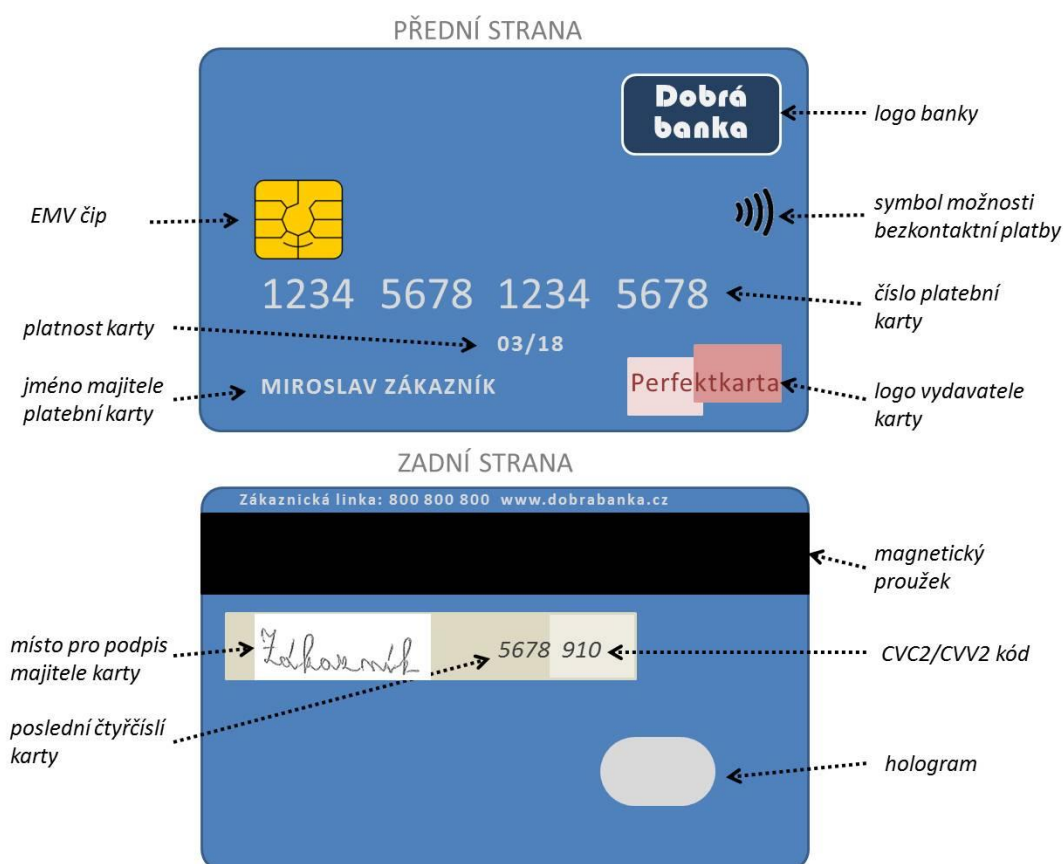 PŘEDNÍ STRANA
Dobrá
banka
logo banky
EMV čip
symbol možnosti
bezkontaktní platby
1234 5678 1234 5678
číslo platební
karty
platnost karty
03/18
jméno majitele
platební karty
MIROSLAV ZÁKAZNÍK
Perfektkarta
logo vydavatele
karty
ZADNÍ STRANA
Zákaznická linka: 800 800 800 www.dobrabanka.cz
magnetický
proužek
místo pro podpis
majitele karty
Zákazník
5678 910
CVC2/CVV2 kód
poslední čtyřčíslí
karty
hologram